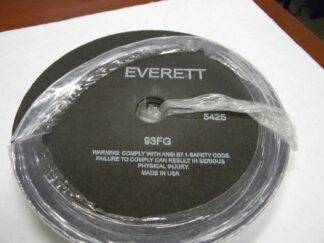 EVERETT
5425
93FG
WARNING: COMPLY WITH ANSI B7.1 SAFETY CODE.
FAILURE TO COMPLY CAN RESULT IN SERIOUS
PHYSICAL INJURY.
MADE IN USA